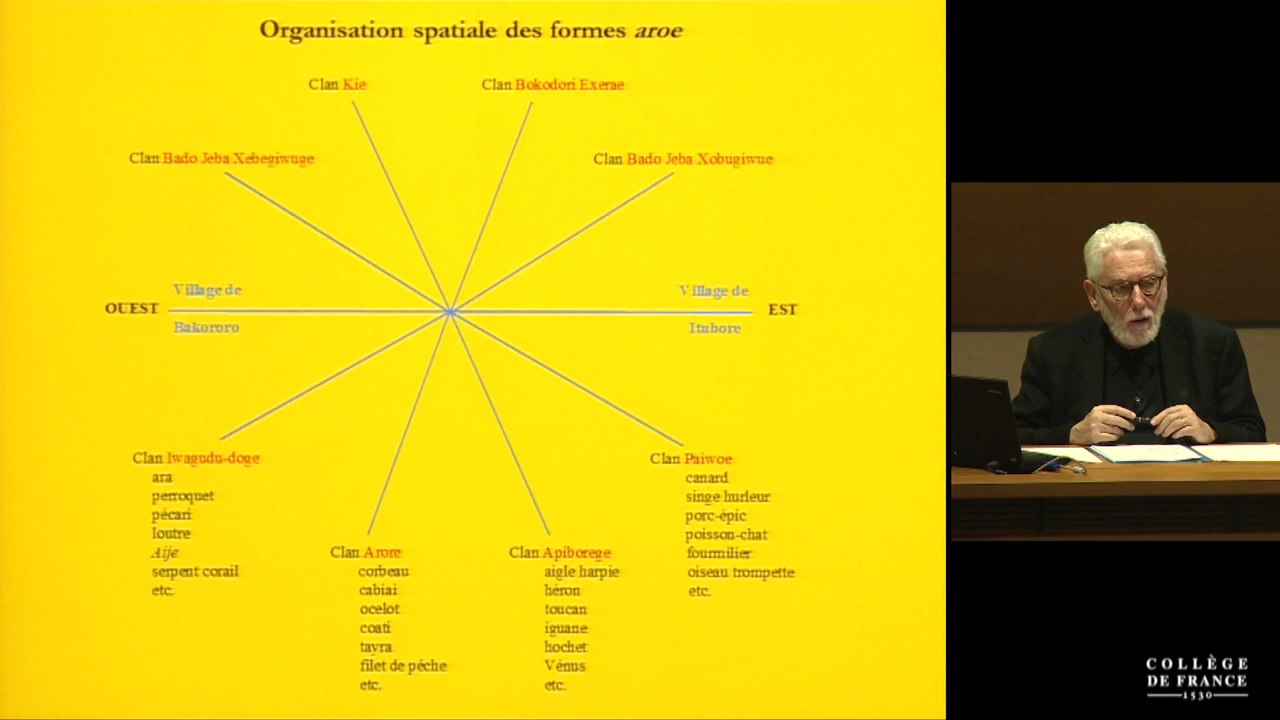 Organisation spatiale des formes aroe
Clan Kie
Clan Bokodori Exerae
Clan Bado Jeba Xebegiwuge
Clan Bado Jeba Xobugiwue
Village de
Village de
OUEST
EST
Bakororo
Itubore
Clan Iwagudu-doge
ara
perroquet
pécari
loutre
Aije
serpent corail
etc.
Clan Paiwoe
canard
singe hurleur
porc-épic
poisson-chat
fourmilier
oiseau trompette
etc.
Clan Arore
corbeau
cabiai
ocelot
coati
tayra
filet de pêche
etc.
Clan Apiborege
aigle harpie
héron
toucan
iguane
hochet
Vénus
etc.
COLLÈGE
DE FRANCE
1530